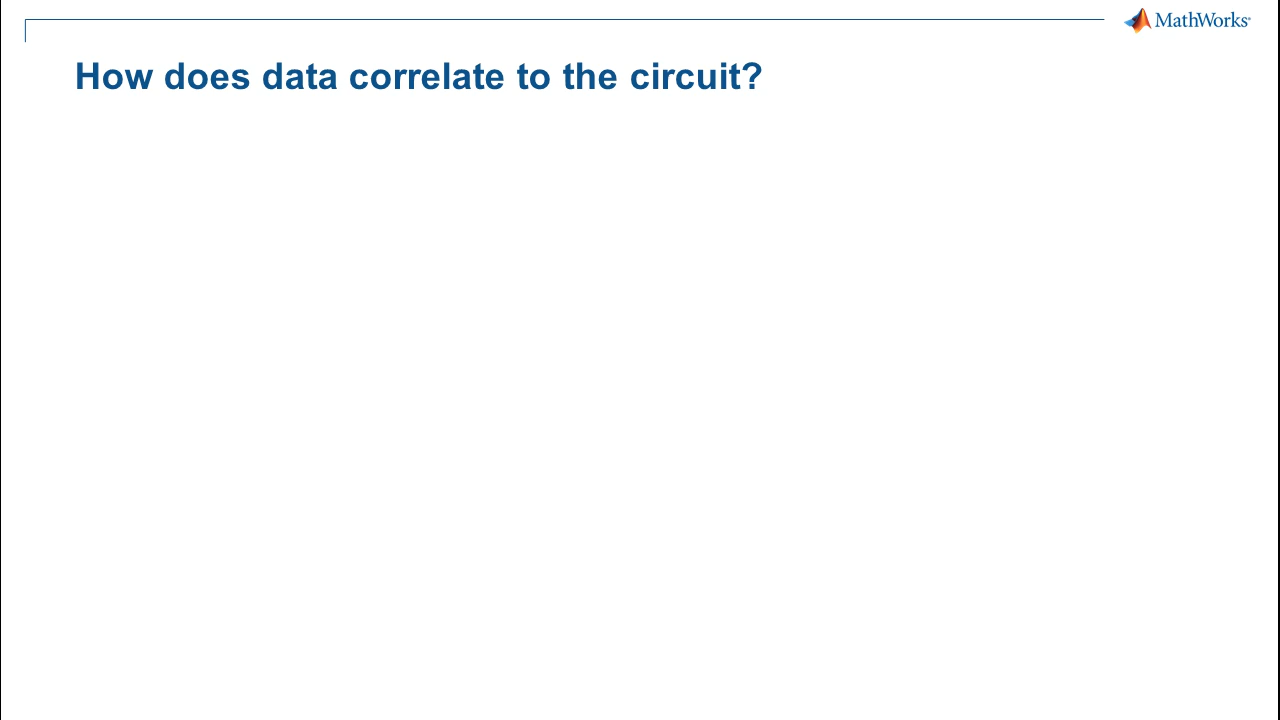 MathWorks®
How does data correlate to the circuit?